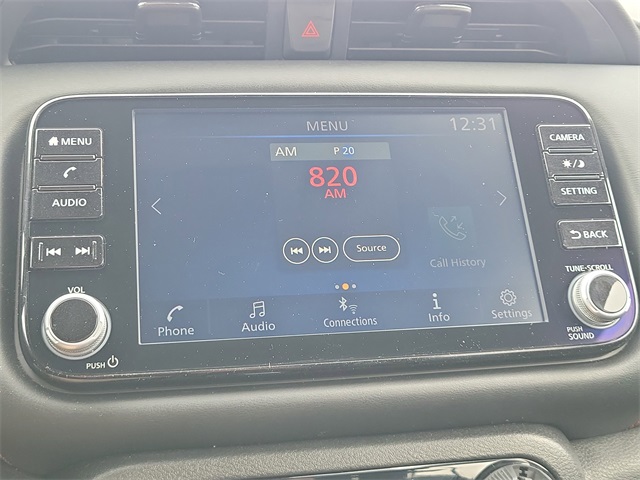 MENU
AUDIO
VOL
PUSH
MENU 12:31
AM P 20
820
AM
Source
Call History
Phone Audio Connections Info Settings
CAMERA
SETTING
BACK
TUNE-SCROLL
PUSH
SOUND